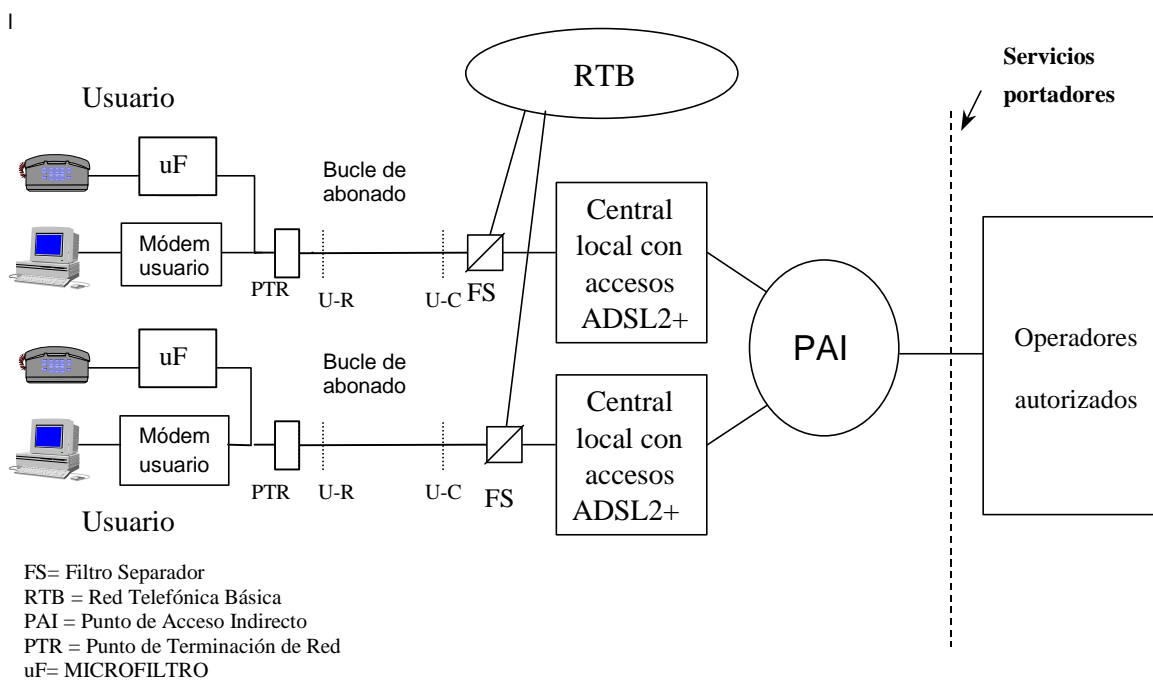 l
RTB
Servicios
portadores
Usuario
uF
Bucle de
abonado
Módem
usuario
PTR
U-R
U-C
FS
Central
local con
accesos
ADSL2+
PAI
Operadores
autorizados
uF
Bucle de
abonado
Módem
usuario
PTR
U-R
U-C
FS
Central
local con
accesos
ADSL2+
Usuario
FS= Filtro Separador
RTB = Red Telefónica Básica
PAI = Punto de Acceso Indirecto
PTR = Punto de Terminación de Red
uF= MICROFILTRO